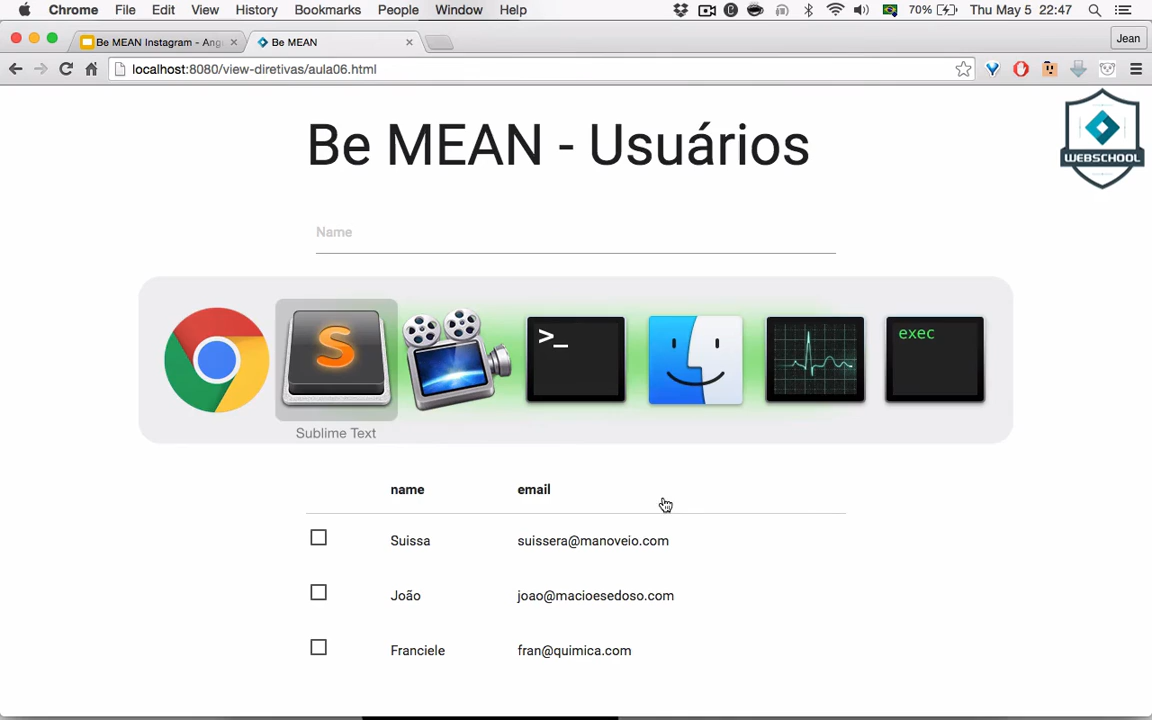 Chrome File Edit View History Bookmarks People Window Help 70% Thu May 5 22:47
Be MEAN Instagram - Ang
Be MEAN
Jean
localhost:8080/view-diretivas/aula06.html
Be MEAN - Usuários
WEBSCHOOL
Name
S
>_
exec
Sublime Text
name email
Suissa suissera@manoveio.com
João joao@macioesedoso.com
Franciele fran@quimica.com